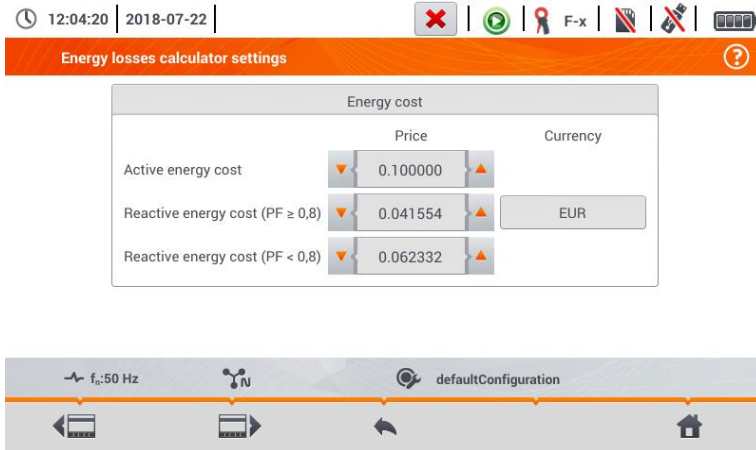 12:04:20 2018-07-22 F-x
Energy losses calculator settings ?
Energy cost
Price Currency
Active energy cost 0.100000
Reactive energy cost (PF ≥ 0,8) 0.041554 EUR
Reactive energy cost (PF < 0,8) 0.062332
fn:50 Hz N defaultConfiguration